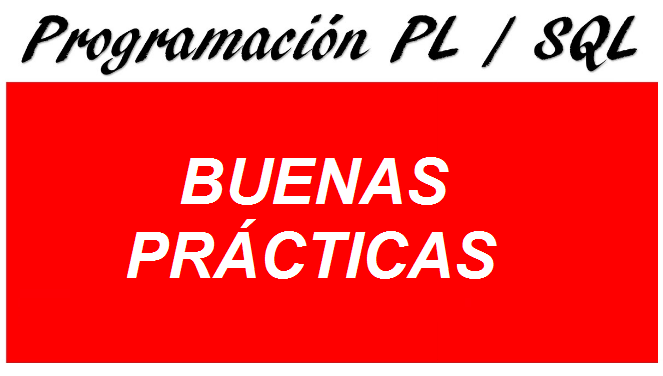 Programación PL / SQL
BUENAS
PRÁCTICAS